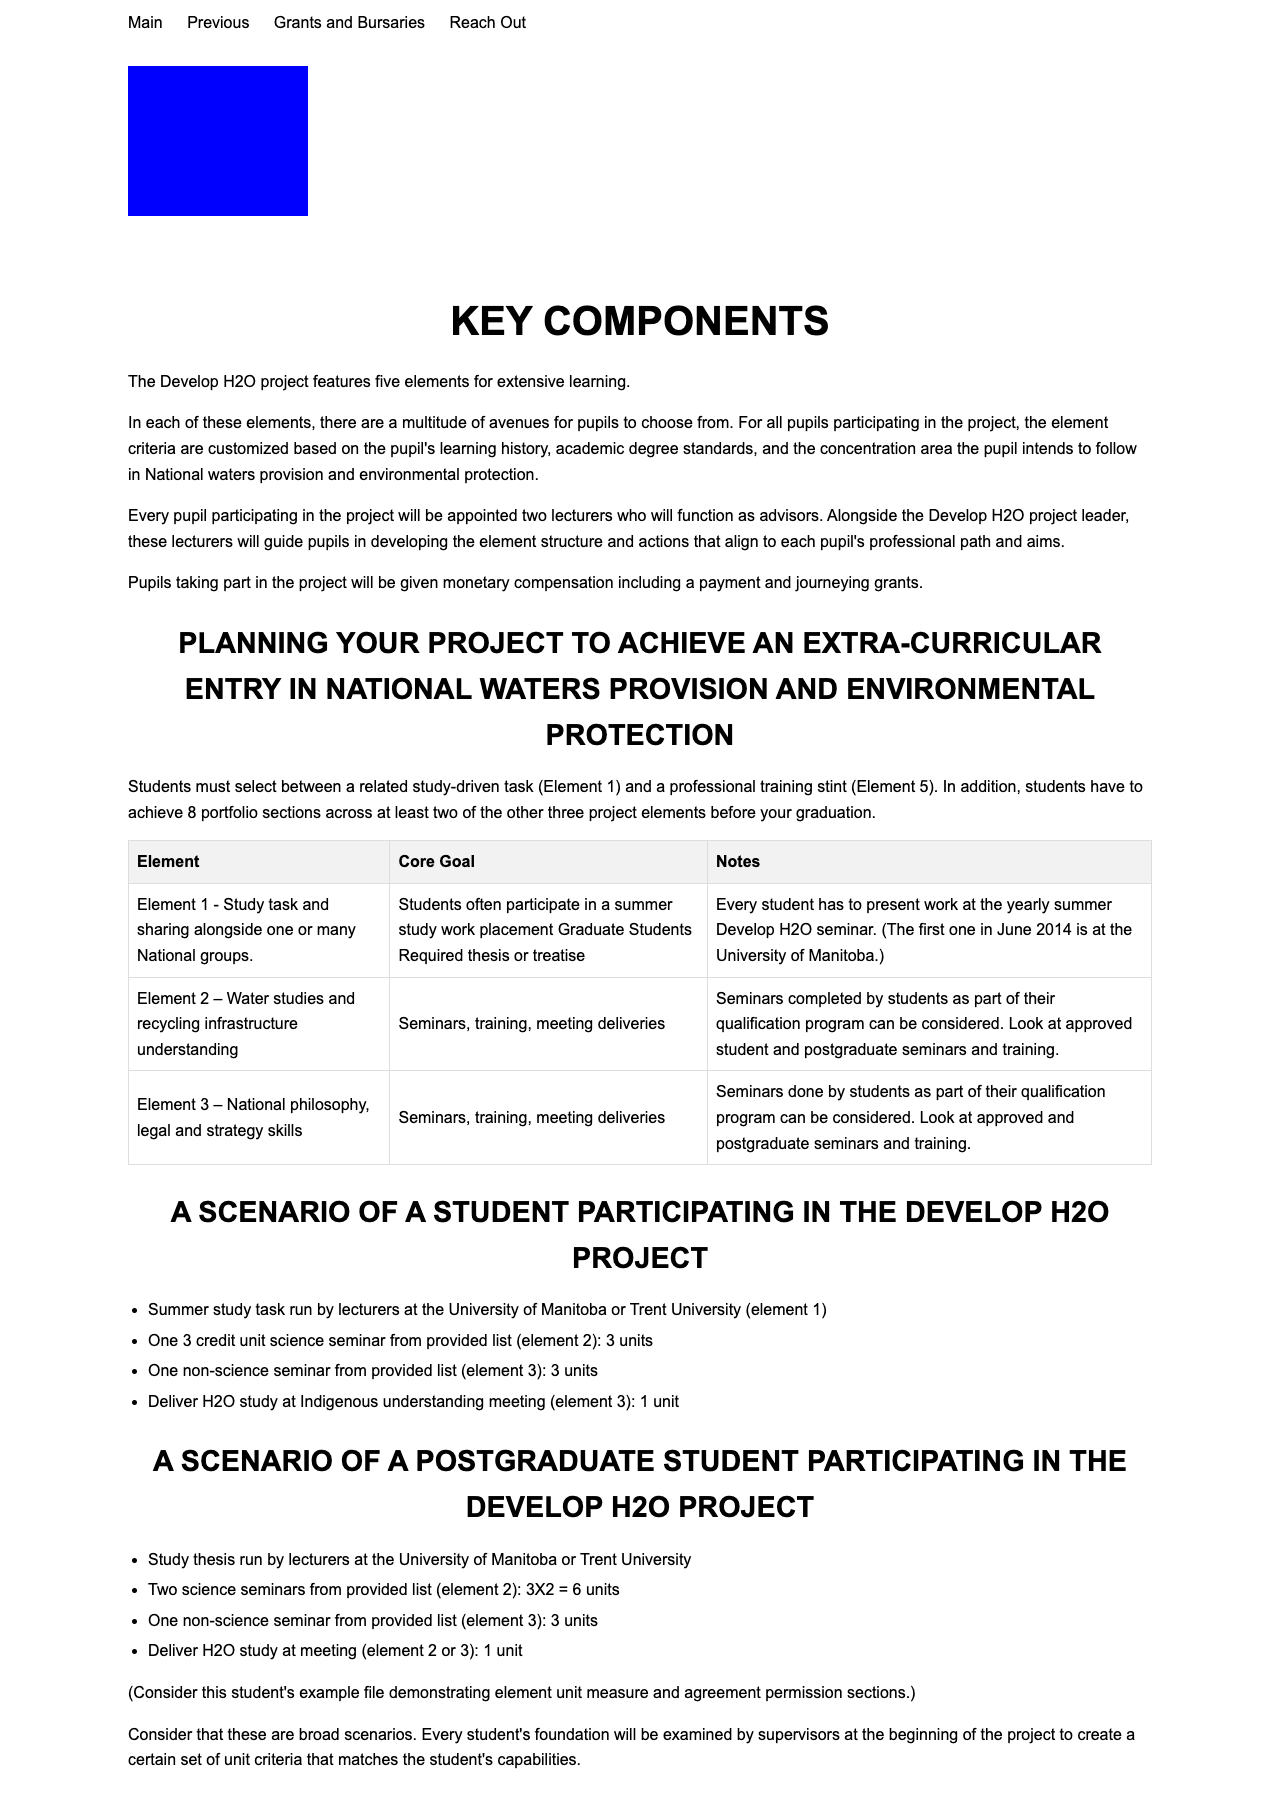 Main Previous Grants and Bursaries Reach Out
KEY COMPONENTS
The Develop H2O project features five elements for extensive learning.
In each of these elements, there are a multitude of avenues for pupils to choose from. For all pupils participating in the project, the element
criteria are customized based on the pupil's learning history, academic degree standards, and the concentration area the pupil intends to follow
in National waters provision and environmental protection.
Every pupil participating in the project will be appointed two lecturers who will function as advisors. Alongside the Develop H2O project leader,
these lecturers will guide pupils in developing the element structure and actions that align to each pupil's professional path and aims.
Pupils taking part in the project will be given monetary compensation including a payment and journeying grants.
PLANNING YOUR PROJECT TO ACHIEVE AN EXTRA-CURRICULAR
ENTRY IN NATIONAL WATERS PROVISION AND ENVIRONMENTAL
PROTECTION
Students must select between a related study-driven task (Element 1) and a professional training stint (Element 5). In addition, students have to
achieve 8 portfolio sections across at least two of the other three project elements before your graduation.
Element Core Goal Notes
Element 1 - Study task and
sharing alongside one or many
National groups.
Students often participate in a summer
study work placement Graduate Students
Required thesis or treatise
Every student has to present work at the yearly summer
Develop H2O seminar. (The first one in June 2014 is at the
University of Manitoba.)
Element 2 – Water studies and
recycling infrastructure
understanding
Seminars, training, meeting deliveries
Seminars completed by students as part of their
qualification program can be considered. Look at approved
student and postgraduate seminars and training.
Element 3 – National philosophy,
legal and strategy skills
Seminars, training, meeting deliveries
Seminars done by students as part of their qualification
program can be considered. Look at approved and
postgraduate seminars and training.
A SCENARIO OF A STUDENT PARTICIPATING IN THE DEVELOP H2O
PROJECT
• Summer study task run by lecturers at the University of Manitoba or Trent University (element 1)
• One 3 credit unit science seminar from provided list (element 2): 3 units
• One non-science seminar from provided list (element 3): 3 units
• Deliver H2O study at Indigenous understanding meeting (element 3): 1 unit
A SCENARIO OF A POSTGRADUATE STUDENT PARTICIPATING IN THE
DEVELOP H2O PROJECT
• Study thesis run by lecturers at the University of Manitoba or Trent University
• Two science seminars from provided list (element 2): 3X2 = 6 units
• One non-science seminar from provided list (element 3): 3 units
• Deliver H2O study at meeting (element 2 or 3): 1 unit
(Consider this student's example file demonstrating element unit measure and agreement permission sections.)
Consider that these are broad scenarios. Every student's foundation will be examined by supervisors at the beginning of the project to create a
certain set of unit criteria that matches the student's capabilities.